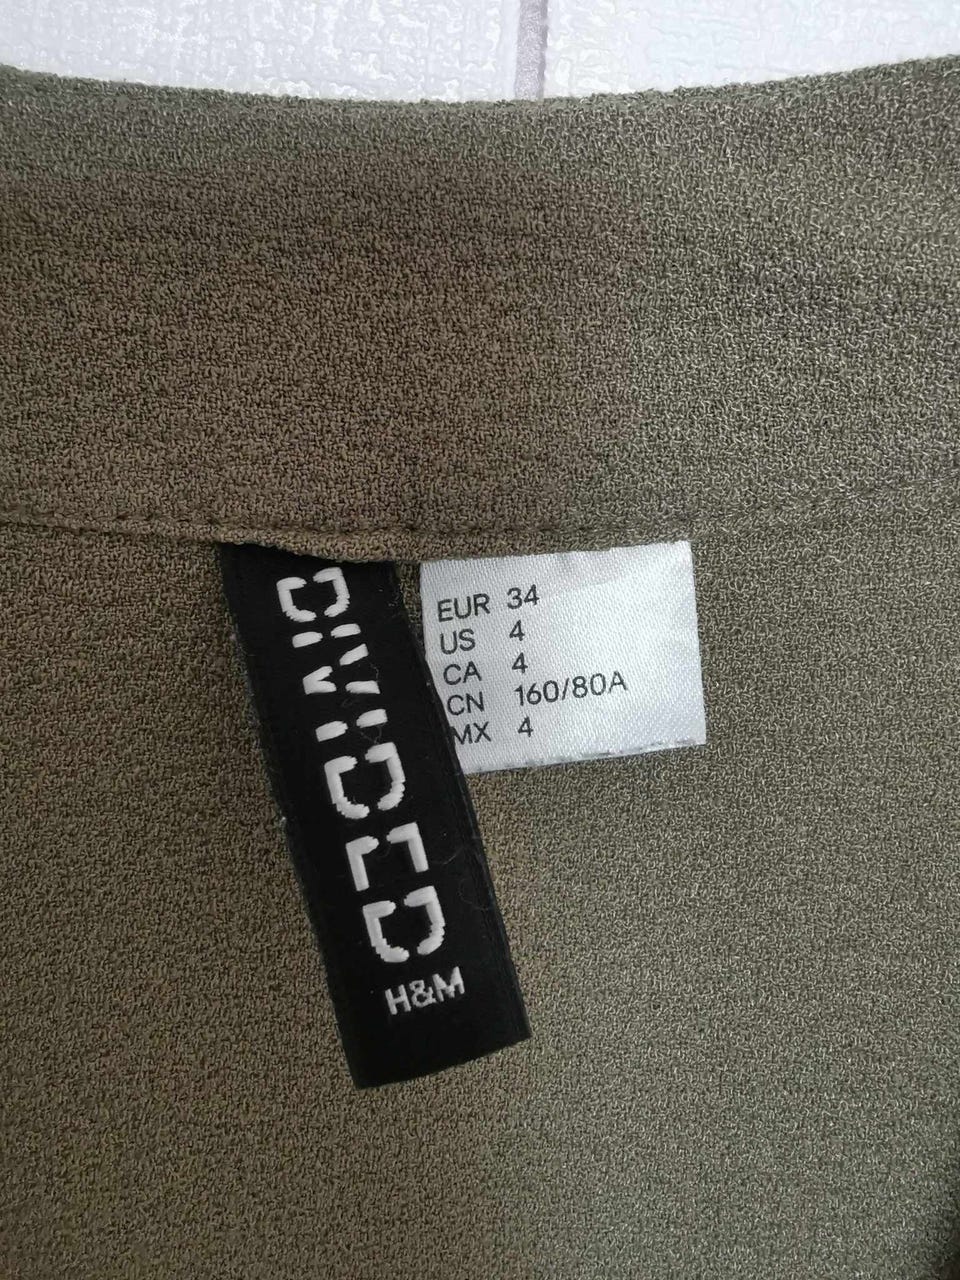 DIVIDED
H&M
EUR 34
US 4
CA 4
CN 160/80A
MX 4